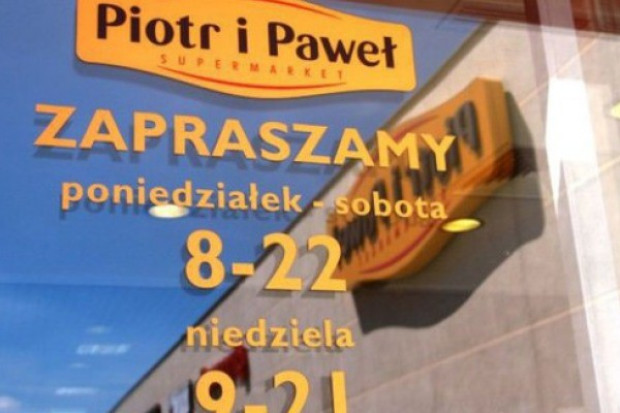 Piotr i Paweł
SUPERMARKET
ZAPRASZAMY
poniedziałek - sobota
8-22
niedziela
9-21